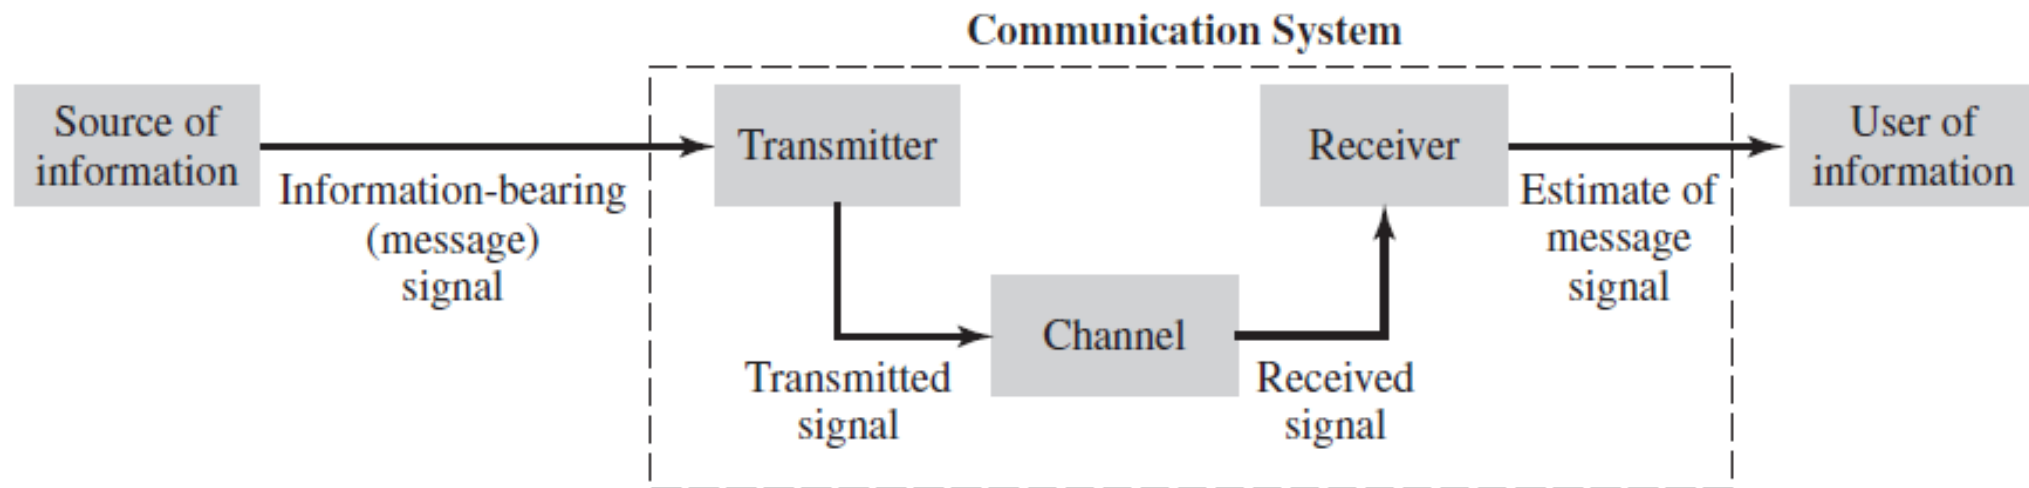 Communication System
Source of
information
Information-bearing
(message)
signal
Transmitter
Transmitted
signal
Channel
Received
signal
Receiver
Estimate of
message
signal
User of
information